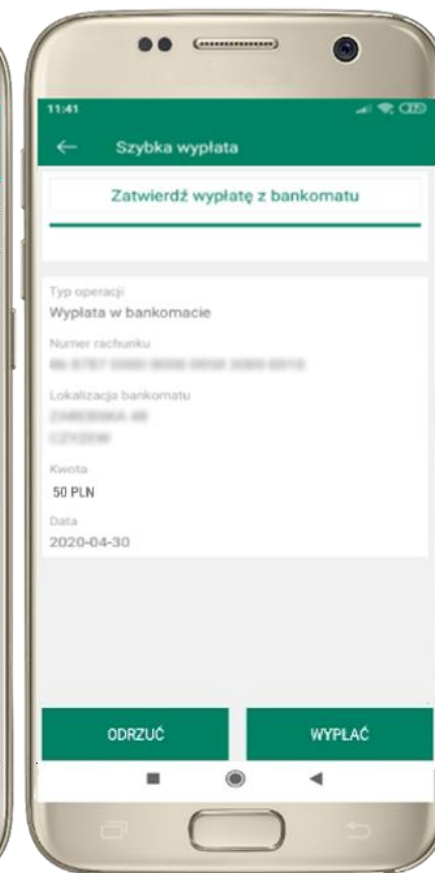 11:41
Szybka wypłata
Zatwierdź wypłatę z bankomatu
Typ operacji
Wypłata w bankomacie
Numer rachunku
Lokalizacja bankomatu
Kwota
50 PLN
Data
2020-04-30
ODRZUĆ
WYPŁAĆ